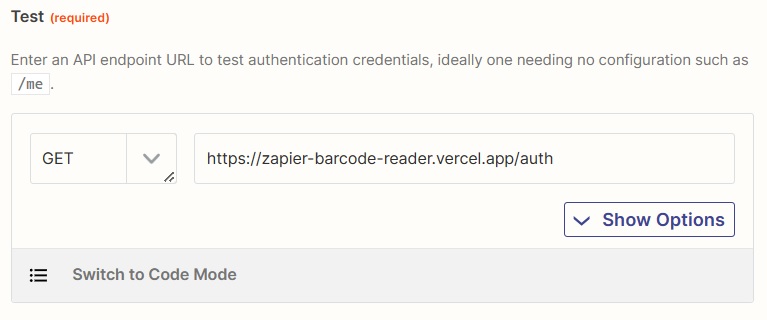 Test (required)
Enter an API endpoint URL to test authentication credentials, ideally one needing no configuration such as
/me.
GET
https://zapier-barcode-reader.vercel.app/auth
Show Options
Switch to Code Mode